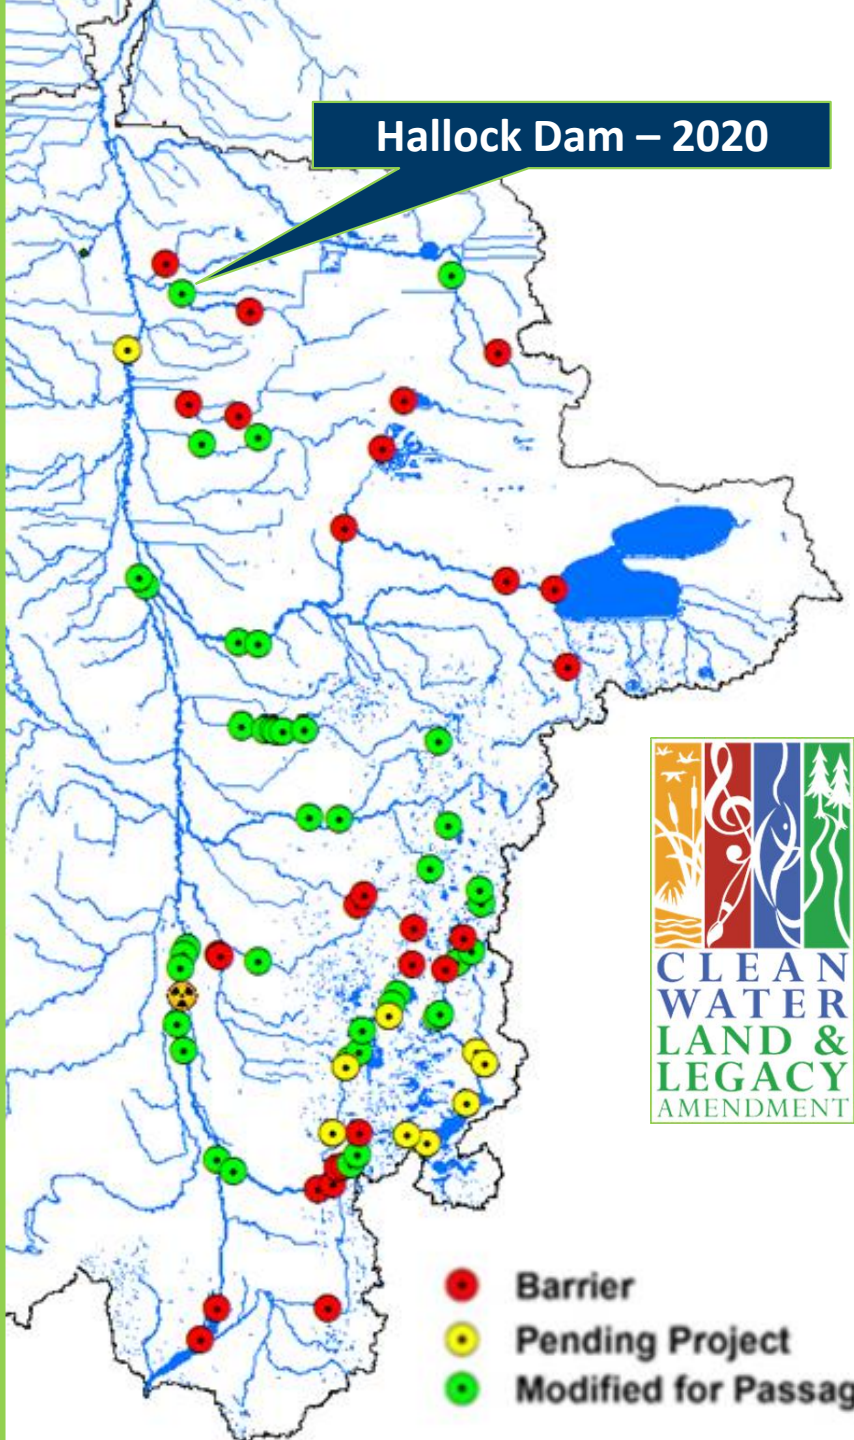 Hallock Dam – 2020
CLEAN
WATER
LAND &
LEGACY
AMENDMENT
Barrier
Pending Project
Modified for Passag